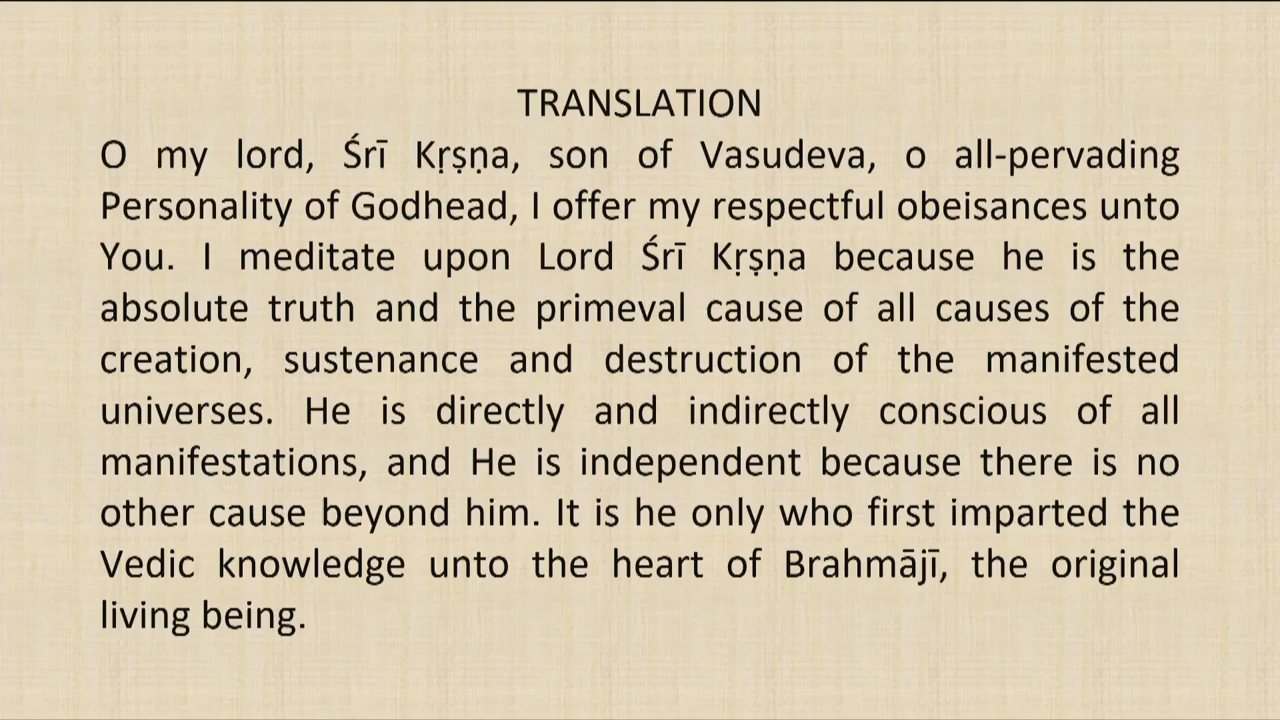 TRANSLATION
O my lord, Śrī Kṛṣṇa, son of Vasudeva, o all-pervading
Personality of Godhead, I offer my respectful obeisances unto
You. I meditate upon Lord Śrī Kṛṣṇa because he is the
absolute truth and the primeval cause of all causes of the
creation, sustenance and destruction of the manifested
universes. He is directly and indirectly conscious of all
manifestations, and He is independent because there is no
other cause beyond him. It is he only who first imparted the
Vedic knowledge unto the heart of Brahmājī, the original
living being.